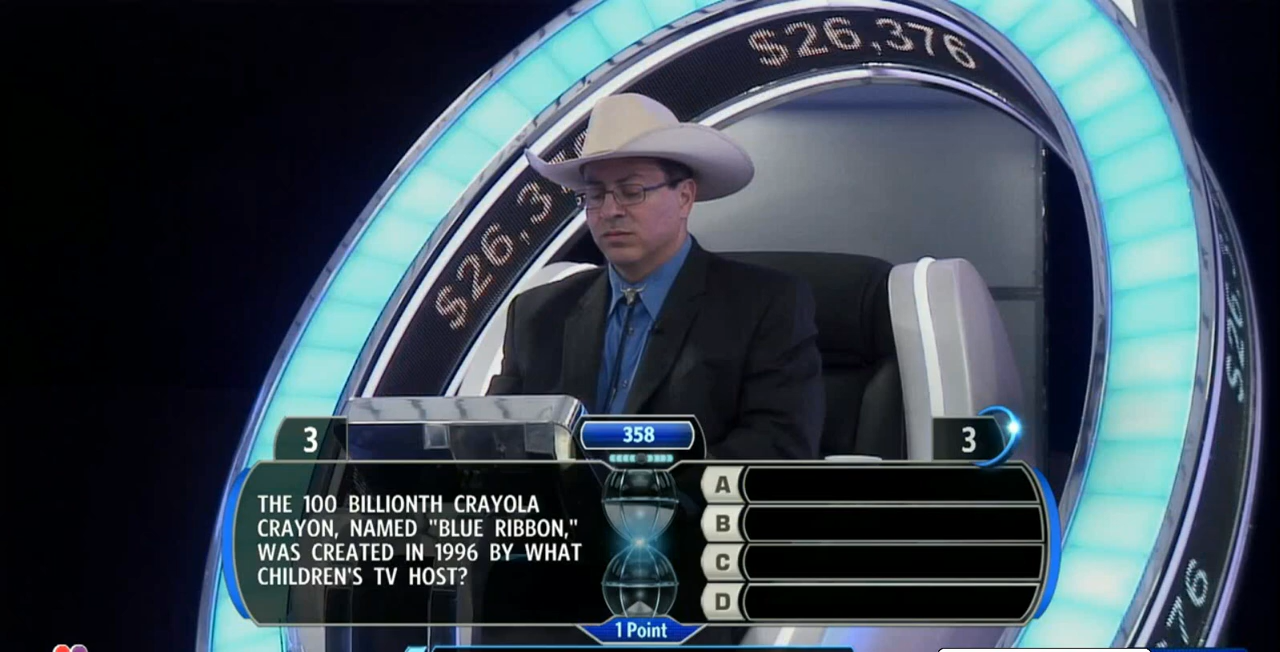 $26,376
$26,37
3
358
3
THE 100 BILLIONTH CRAYOLA
CRAYON, NAMED "BLUE RIBBON,"
WAS CREATED IN 1996 BY WHAT
CHILDREN'S TV HOST?
A
B
C
D
1 Point